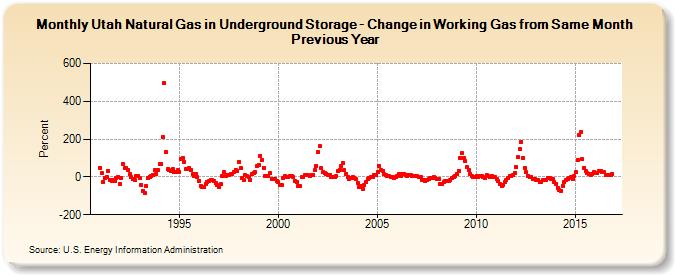 Monthly Utah Natural Gas in Underground Storage - Change in Working Gas from Same Month
Previous Year
Percent
600
400
200
0
-200
1995
2000
2005
2010
2015
Source: U.S. Energy Information Administration